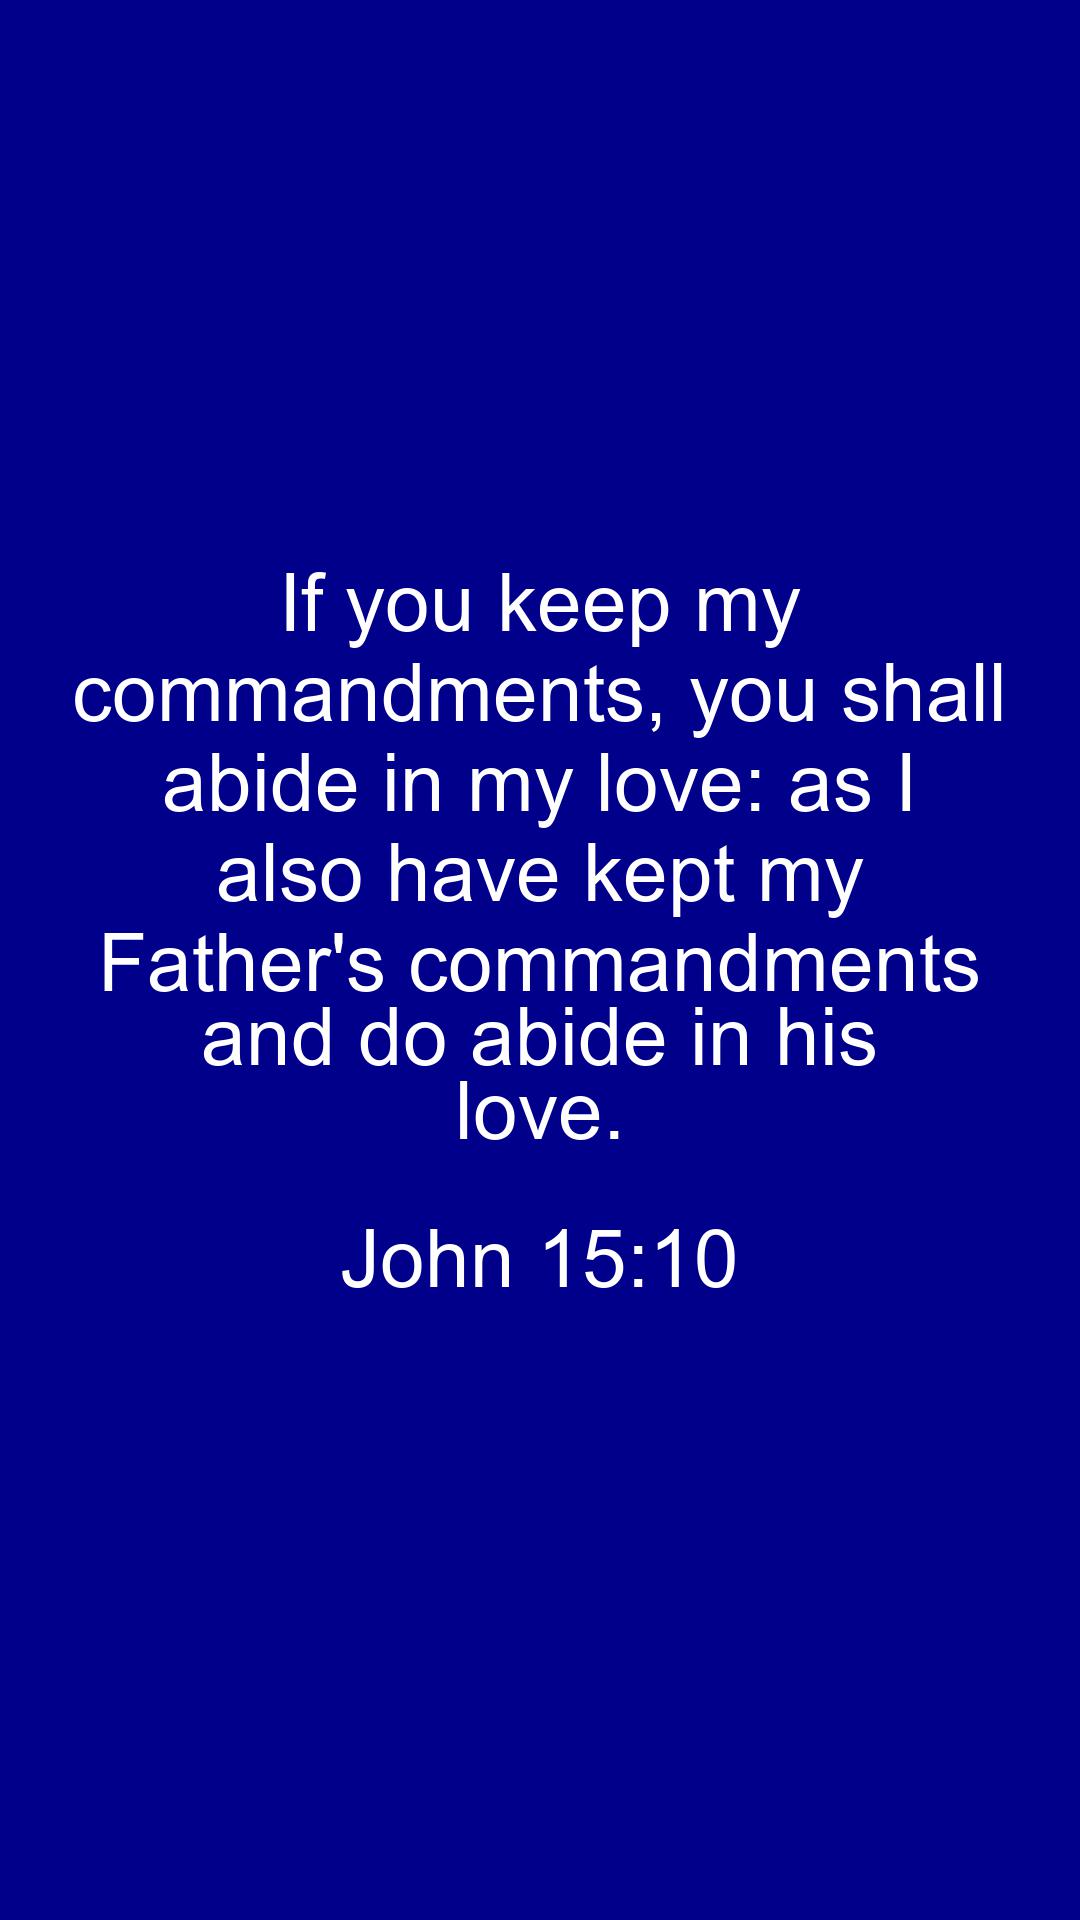 If you keep my
commandments, you shall
abide in my love: as I
also have kept my
Father's commandments
and do abide in his
love.
John 15:10